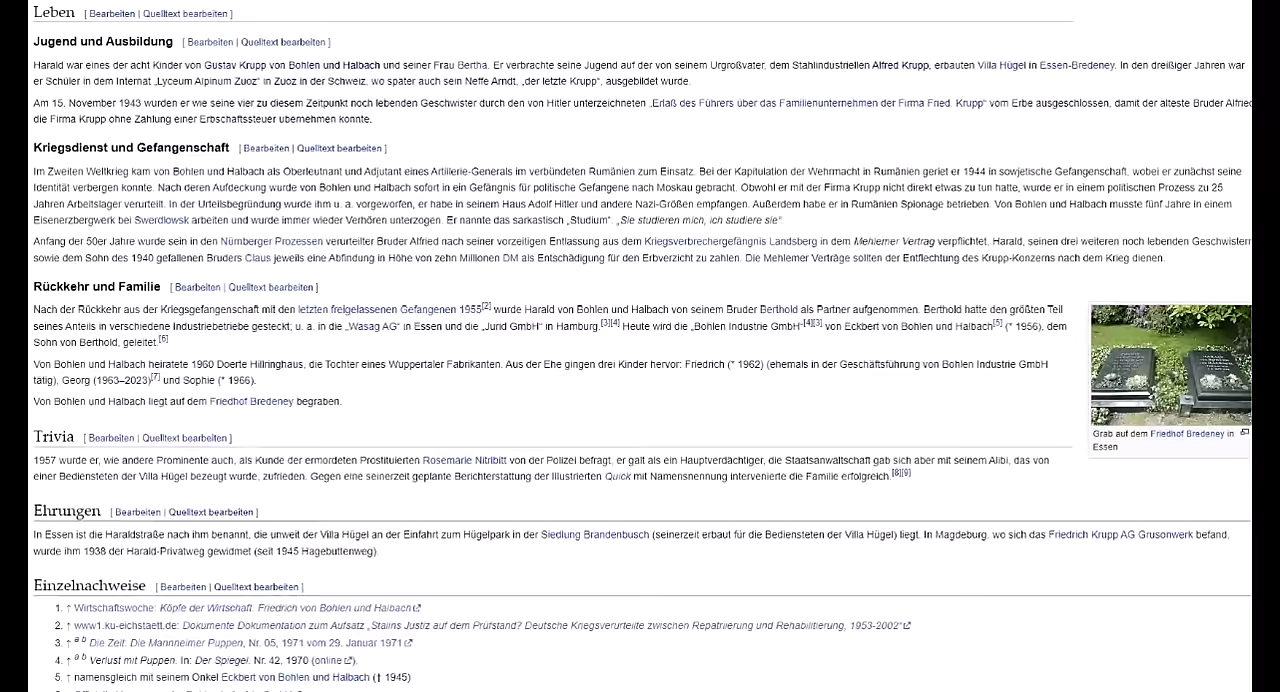 Leben [ Bearbeiten | Quelltext bearbeiten ]
Jugend und Ausbildung [ Bearbeiten | Quelltext bearbeiten ]
Harald war eines der acht Kinder von Gustav Krupp von Bohlen und Halbach und seiner Frau Bertha. Er verbrachte seine Jugend auf der von seinem Urgroßvater, dem Stahlindustriellen Alfred Krupp, erbauten Villa Hügel in Essen-Bredeney. In den dreißiger Jahren war
er Schüler in dem Internat „Lyceum Alpinum Zuoz“ in Zuoz in der Schweiz, wo später auch sein Neffe Arndt, „der letzte Krupp“, ausgebildet wurde.
Am 15. November 1943 wurden er wie seine vier zu diesem Zeitpunkt noch lebenden Geschwister durch den von Hitler unterzeichneten „Erlaß des Führers über das Familienunternehmen der Firma Fried. Krupp“ vom Erbe ausgeschlossen, damit der älteste Bruder Alfried
die Firma Krupp ohne Zahlung einer Erbschaftssteuer übernehmen konnte.
Kriegsdienst und Gefangenschaft [ Bearbeiten | Quelltext bearbeiten ]
Im Zweiten Weltkrieg kam von Bohlen und Halbach als Oberleutnant und Adjutant eines Artillerie-Generals im verbündeten Rumänien zum Einsatz. Bei der Kapitulation der Wehrmacht in Rumänien geriet er 1944 in sowjetische Gefangenschaft, wobei er zunächst seine
Identität verbergen konnte. Nach deren Aufdeckung wurde von Bohlen und Halbach sofort in ein Gefängnis für politische Gefangene nach Moskau gebracht. Obwohl er mit der Firma Krupp nicht direkt etwas zu tun hatte, wurde er in einem politischen Prozess zu 25
Jahren Arbeitslager verurteilt. In der Urteilsbegründung wurde ihm u. a. vorgeworfen, er habe in seinem Haus Adolf Hitler und andere Nazi-Größen empfangen. Außerdem habe er in Rumänien Spionage betrieben. Von Bohlen und Halbach musste fünf Jahre in einem
Eisenerzbergwerk bei Swerdlowsk arbeiten und wurde immer wieder Verhören unterzogen. Er nannte das sarkastisch „Studium“. „Sie studieren mich, ich studiere sie“
Anfang der 50er Jahre wurde sein in den Nürnberger Prozessen verurteilter Bruder Alfried nach seiner vorzeitigen Entlassung aus dem Kriegsverbrechergefängnis Landsberg in dem Mehlemer Vertrag verpflichtet, Harald, seinen drei weiteren noch lebenden Geschwistern
sowie dem Sohn des 1940 gefallenen Bruders Claus jeweils eine Abfindung in Höhe von zehn Millionen DM als Entschädigung für den Erbverzicht zu zahlen. Die Mehlemer Verträge sollten der Entflechtung des Krupp-Konzerns nach dem Krieg dienen.
Rückkehr und Familie [ Bearbeiten | Quelltext bearbeiten ]
Nach der Rückkehr aus der Kriegsgefangenschaft mit den letzten freigelassenen Gefangenen 1955[2] wurde Harald von Bohlen und Halbach von seinem Bruder Berthold als Partner aufgenommen. Berthold hatte den größten Teil
seines Anteils in verschiedene Industriebetriebe gesteckt; u. a. in die „Wasag AG“ in Essen und die „Jurid GmbH“ in Hamburg.[3][4] Heute wird die „Bohlen Industrie GmbH“[4][3] von Eckbert von Bohlen und Halbach[5] (* 1956), dem
Sohn von Berthold, geleitet.[6]
Von Bohlen und Halbach heiratete 1960 Doerte Hillringhaus, die Tochter eines Wuppertaler Fabrikanten. Aus der Ehe gingen drei Kinder hervor: Friedrich (* 1962) (ehemals in der Geschäftsführung von Bohlen Industrie GmbH
tätig), Georg (1963–2023)[7] und Sophie (* 1966).
Von Bohlen und Halbach liegt auf dem Friedhof Bredeney begraben.
Grab auf dem Friedhof Bredeney in
Essen
Trivia [ Bearbeiten | Quelltext bearbeiten ]
1957 wurde er, wie andere Prominente auch, als Kunde der ermordeten Prostituierten Rosemarie Nitribitt von der Polizei befragt, er galt als ein Hauptverdächtiger, die Staatsanwaltschaft gab sich aber mit seinem Alibi, das von
einer Bediensteten der Villa Hügel bezeugt wurde, zufrieden. Gegen eine seinerzeit geplante Berichterstattung der Illustrierten Quick mit Namensnennung intervenierte die Familie erfolgreich.[8][9]
Ehrungen [ Bearbeiten | Quelltext bearbeiten ]
In Essen ist die Haraldstraße nach ihm benannt, die unweit der Villa Hügel an der Einfahrt zum Hügelpark in der Siedlung Brandenbusch (seinerzeit erbaut für die Bediensteten der Villa Hügel) liegt. In Magdeburg, wo sich das Friedrich Krupp AG Grusonwerk befand,
wurde ihm 1938 der Harald-Privatweg gewidmet (seit 1945 Hagebuttenweg).
Einzelnachweise [ Bearbeiten | Quelltext bearbeiten ]
1. ↑ Wirtschaftswoche: Köpfe der Wirtschaft. Friedrich von Bohlen und Halbach
2. ↑ www1.ku-eichstaett.de: Dokumente Dokumentation zum Aufsatz „Stalins Justiz auf dem Prüfstand? Deutsche Kriegsverurteilte zwischen Repatriierung und Rehabilitierung, 1953-2002“
3. ↑ a b Die Zeit: Die Mannheimer Puppen, Nr. 05, 1971 vom 29. Januar 1971
4. ↑ a b Verlust mit Puppen. In: Der Spiegel. Nr. 42, 1970 (online).
5. ↑ namensgleich mit seinem Onkel Eckbert von Bohlen und Halbach († 1945)